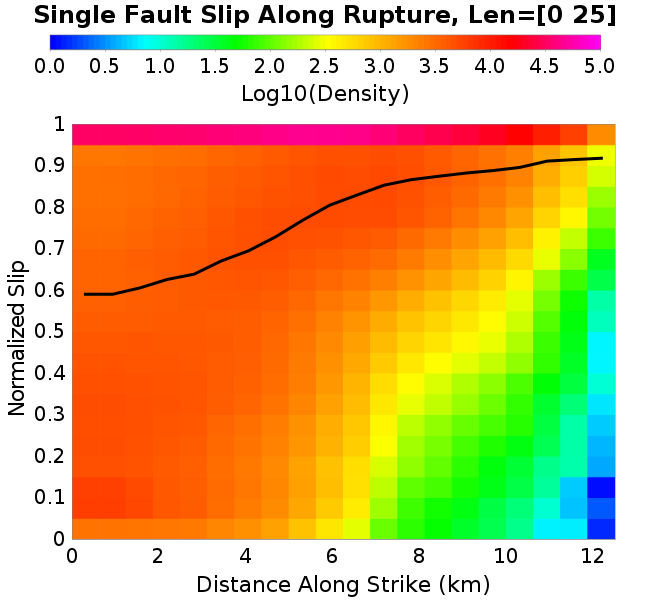 Single Fault Slip Along Rupture, Len=[0 25]
0.0 0.5 1.0 1.5 2.0 2.5 3.0 3.5 4.0 4.5 5.0
Log10(Density)
1
0.9
0.8
0.7
0.6
0.5
0.4
0.3
0.2
0.1
0
Normalized Slip
0 2 4 6 8 10 12
Distance Along Strike (km)